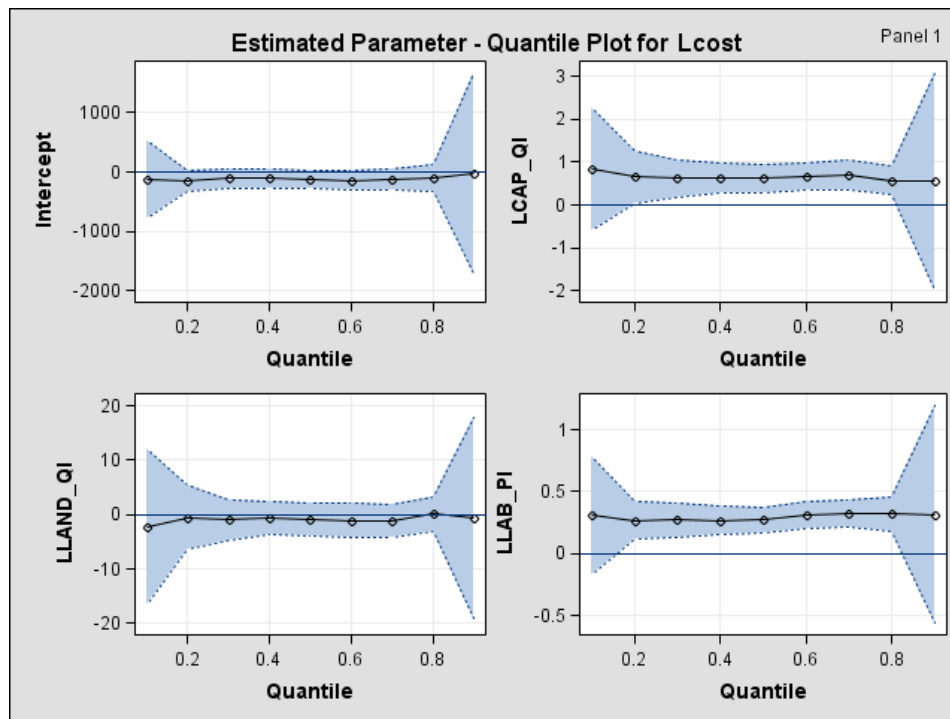 Estimated Parameter - Quantile Plot for Lcost
Panel 1
Intercept
1000
0
-1000
-2000
0.2 0.4 0.6 0.8
Quantile
LCAP_QI
3
2
1
0
-1
-2
0.2 0.4 0.6 0.8
Quantile
LLAND_QI
20
10
0
-10
-20
0.2 0.4 0.6 0.8
Quantile
LLAB_PI
1
0.5
0
-0.5
0.2 0.4 0.6 0.8
Quantile